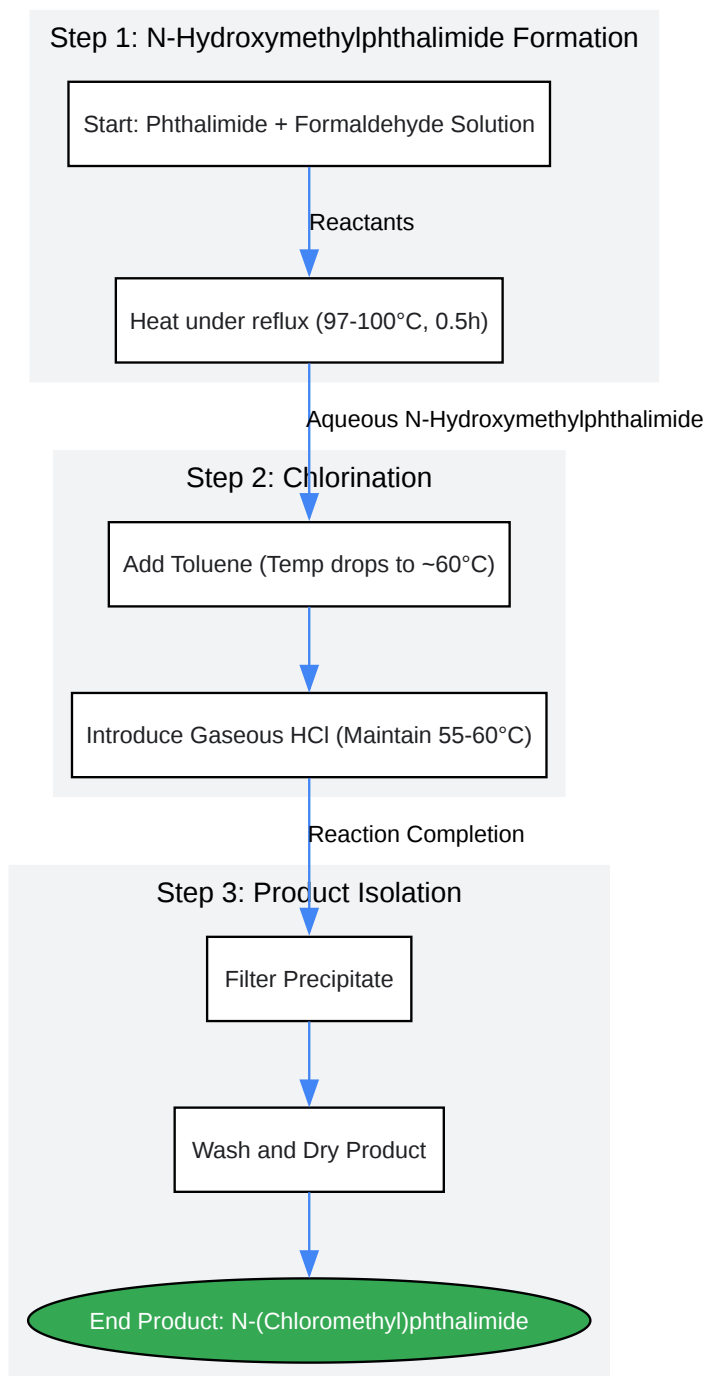 Step 1: N-Hydroxymethylphthalimide Formation
Start: Phthalimide + Formaldehyde Solution
Reactants
Heat under reflux (97-100°C, 0.5h)
Aqueous N-Hydroxymethylphthalimide
Step 2: Chlorination
Add Toluene (Temp drops to ~60°C)
Introduce Gaseous HCl (Maintain 55-60°C)
Reaction Completion
Step 3: Product Isolation
Filter Precipitate
Wash and Dry Product
End Product: N-(Chloromethyl)phthalimide